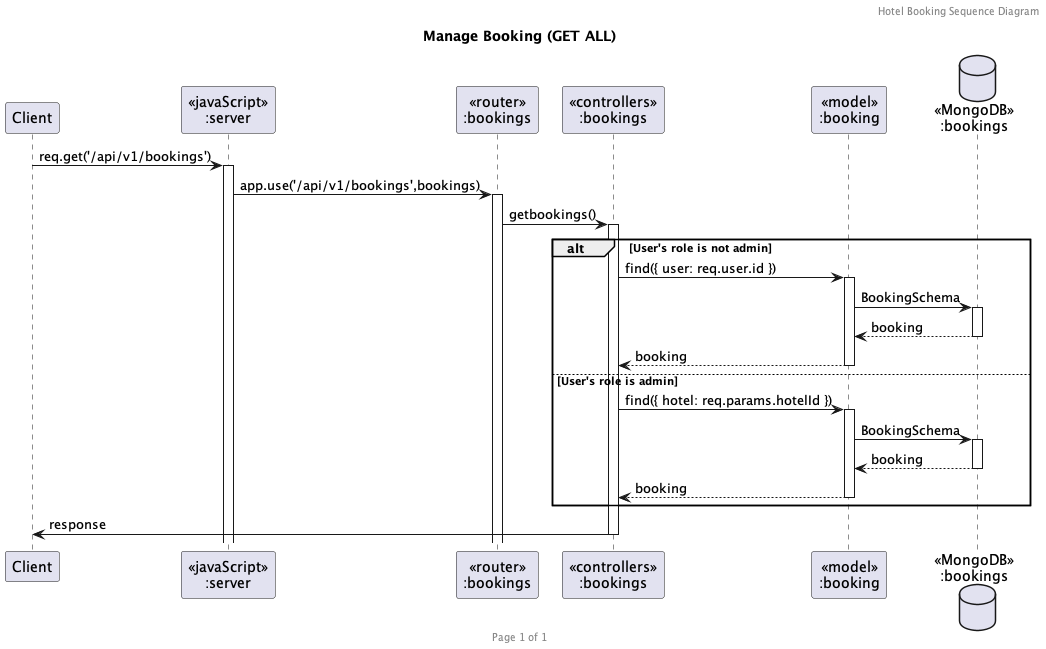 Hotel Booking Sequence Diagram
Manage Booking (GET ALL)
Client
«javaScript»
:server
«router»
:bookings
«controllers»
:bookings
«model»
:booking
«MongoDB»
:bookings
req.get('/api/v1/bookings')
app.use('/api/v1/bookings',bookings)
getbookings()
alt
[User's role is not admin]
find({ user: req.user.id })
BookingSchema
booking
booking
[User's role is admin]
find({ hotel: req.params.hotelId })
BookingSchema
booking
booking
response
Client
«javaScript»
:server
«router»
:bookings
«controllers»
:bookings
«model»
:booking
«MongoDB»
:bookings
Page 1 of 1